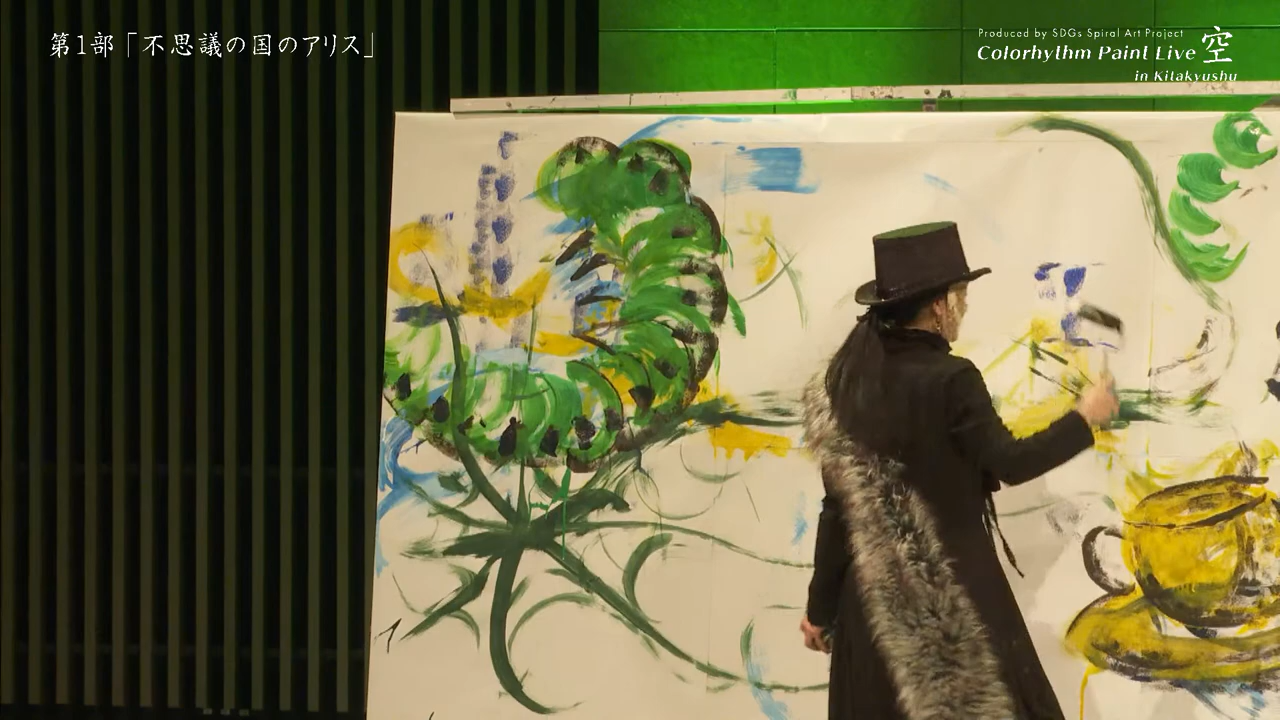 第1部「不思議の国のアリス」
Produced by SDGs Spiral Art Project
Colorhythm Paint Live 空
in Kitakyushu